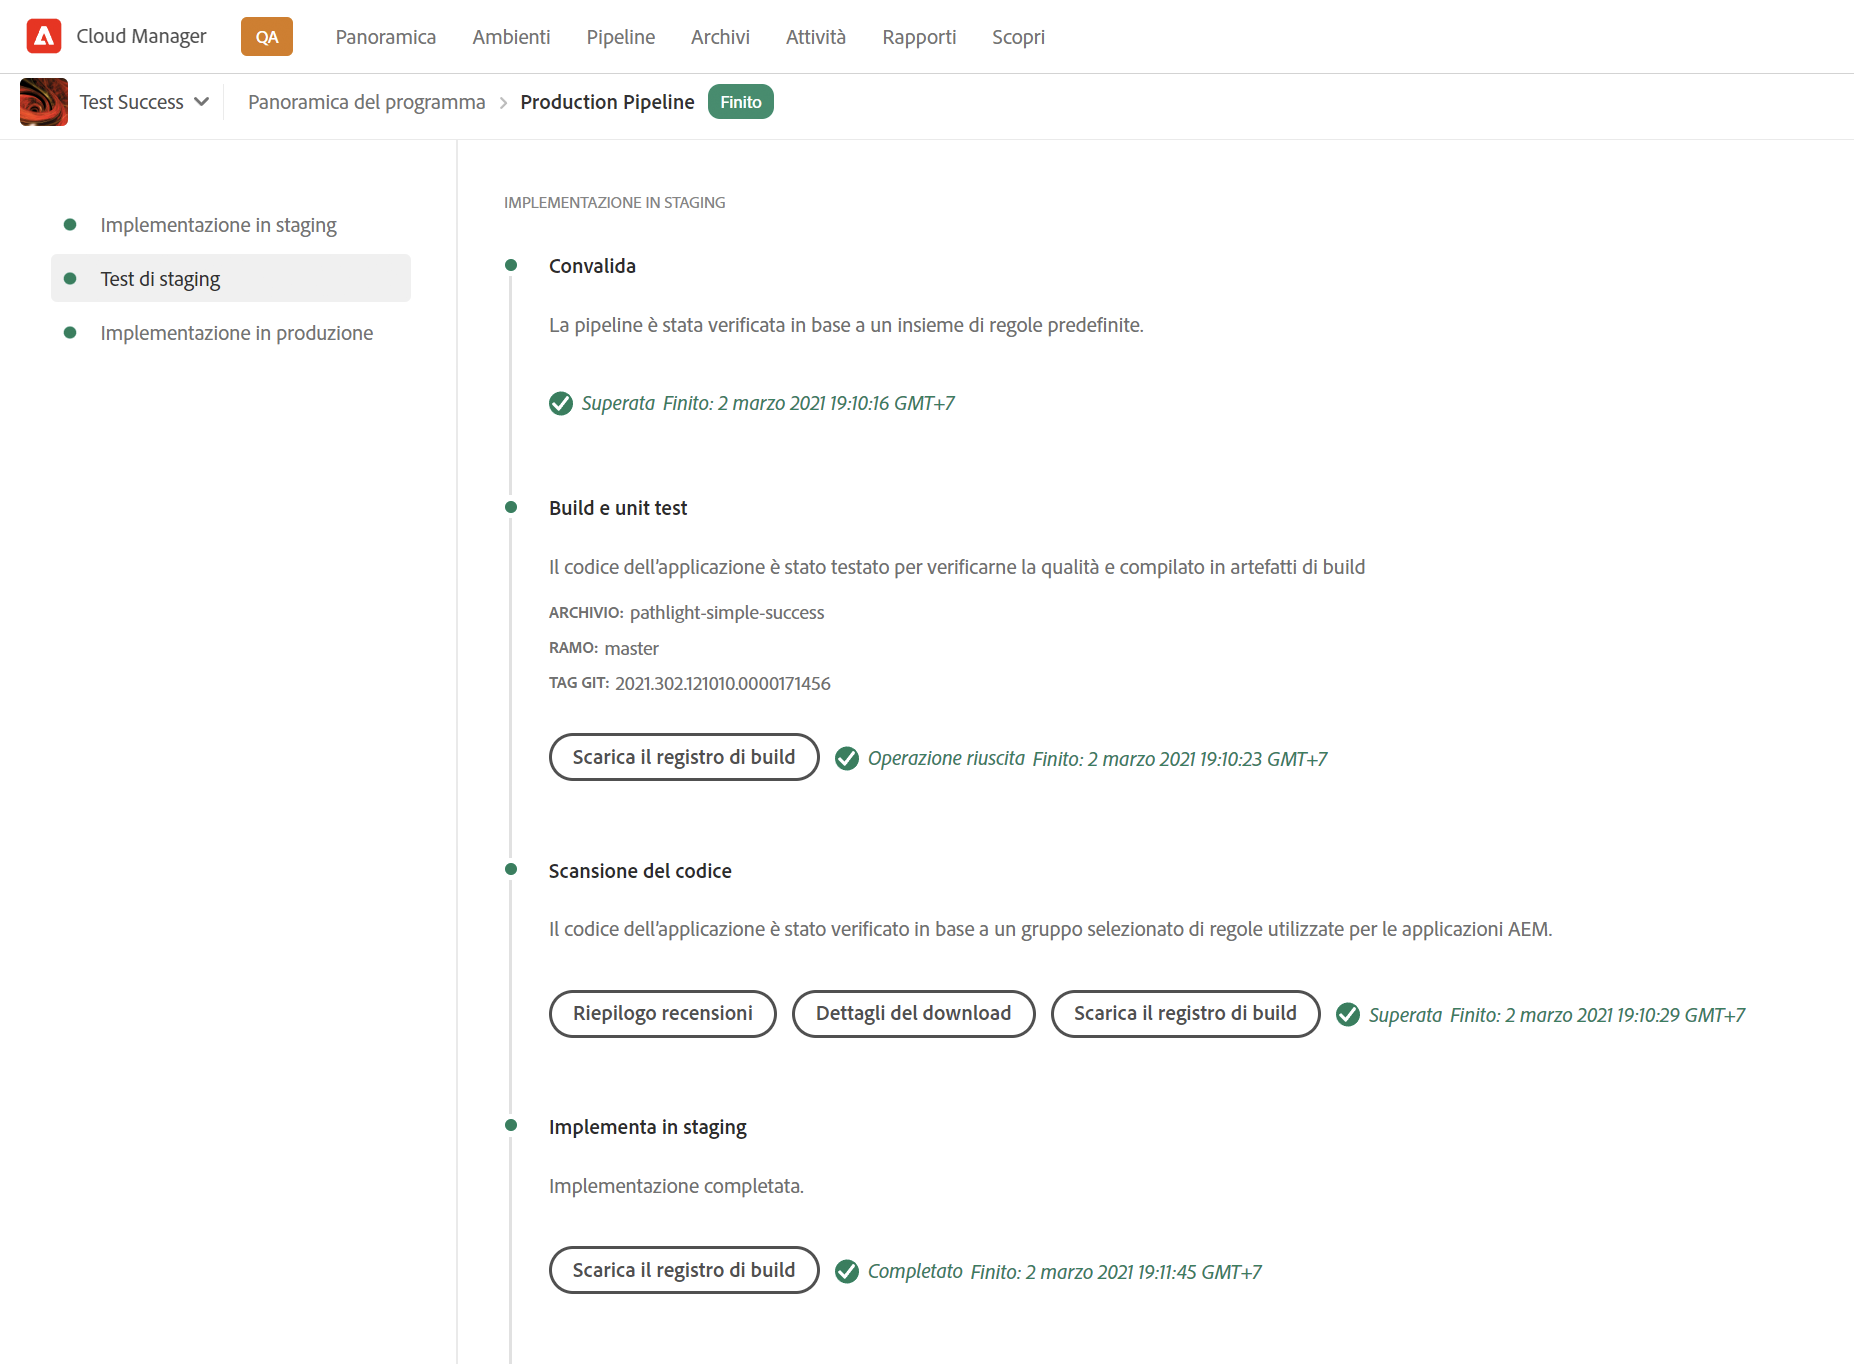 Cloud Manager QA Panoramica Ambienti Pipeline Archivi Attività Rapporti Scopri
Test Success Panoramica del programma > Production Pipeline Finito
Implementazione in staging
Test di staging
Implementazione in produzione
IMPLEMENTAZIONE IN STAGING
Convalida
La pipeline è stata verificata in base a un insieme di regole predefinite.
Superata Finito: 2 marzo 2021 19:10:16 GMT+7
Build e unit test
Il codice dell'applicazione è stato testato per verificarne la qualità e compilato in artefatti di build
ARCHIVIO: pathlight-simple-success
RAMO: master
TAG GIT: 2021.302.121010.0000171456
Scarica il registro di build Operazione riuscita Finito: 2 marzo 2021 19:10:23 GMT+7
Scansione del codice
Il codice dell'applicazione è stato verificato in base a un gruppo selezionato di regole utilizzate per le applicazioni AEM.
Riepilogo recensioni Dettagli del download Scarica il registro di build Superata Finito: 2 marzo 2021 19:10:29 GMT+7
Implementa in staging
Implementazione completata.
Scarica il registro di build Completato Finito: 2 marzo 2021 19:11:45 GMT+7